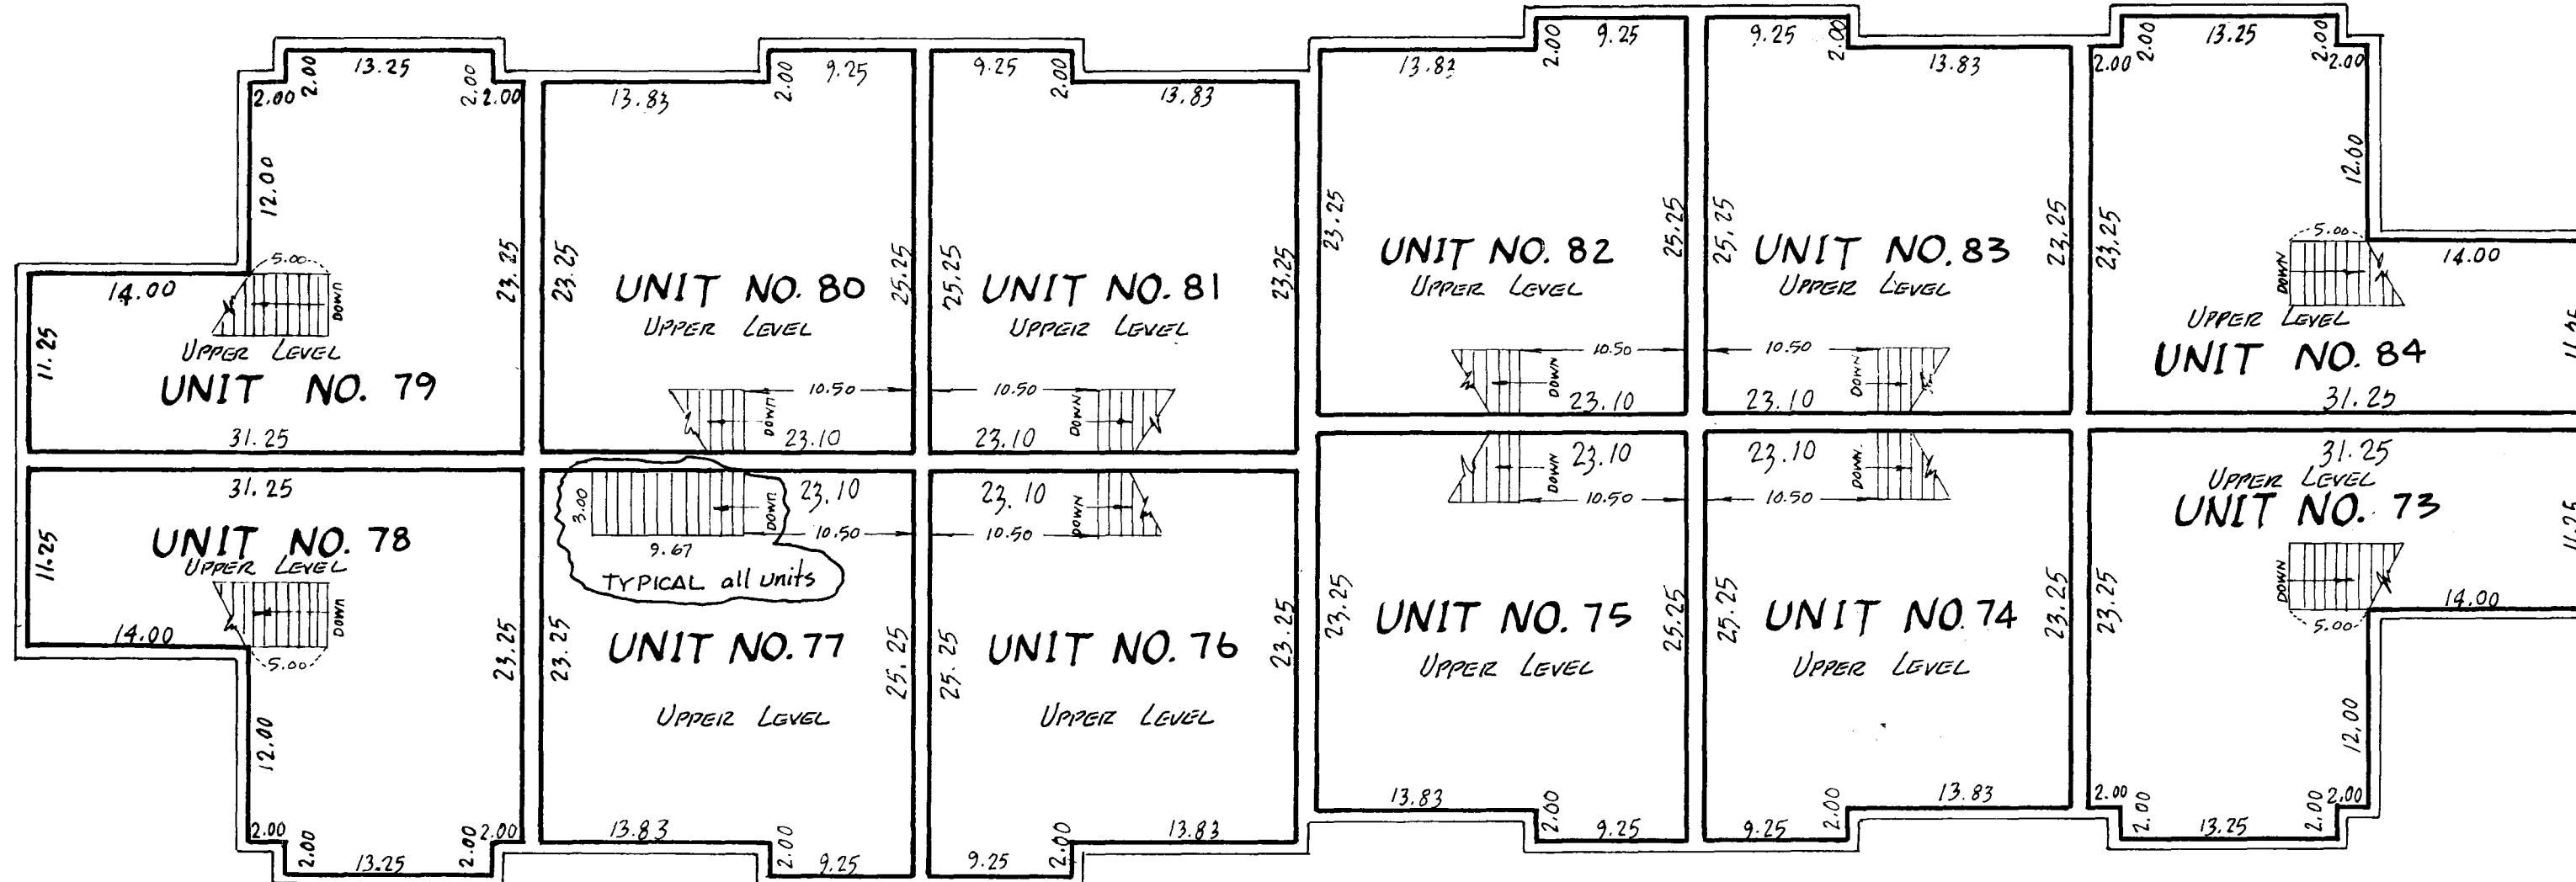 13.25
2.00
2.00
2.00
2.00
12.00
5.00
14.00
DOWN
11.25
23.25
UPPER LEVEL
UNIT NO. 79
31.25
13.83
2.00
9.25
23.25
25.25
UNIT NO. 80
UPPER LEVEL
10.50
DOWN
23.10
9.25
2.00
13.83
25.25
23.25
UNIT NO. 81
UPPER LEVEL
10.50
DOWN
23.10
13.83
2.00
9.25
23.25
25.25
UNIT NO. 82
UPPER LEVEL
10.50
DOWN
23.10
9.25
2.00
13.83
25.25
23.25
UNIT NO. 83
UPPER LEVEL
10.50
DOWN
23.10
13.25
2.00
2.00
2.00
2.00
12.00
23.25
5.00
14.00
DOWN
UPPER LEVEL
11.25
UNIT NO. 84
31.25
31.25
11.25
UNIT NO. 78
UPPER LEVEL
DOWN
14.00
5.00
23.25
12.00
2.00
2.00
2.00
2.00
13.25
3.00
DOWN
23.10
10.50
9.67
TYPICAL all units
23.25
25.25
UNIT NO. 77
UPPER LEVEL
13.83
2.00
9.25
23.10
DOWN
10.50
25.25
23.25
UNIT NO. 76
UPPER LEVEL
2.00
13.83
9.25
DOWN
23.10
10.50
23.25
25.25
UNIT NO. 75
UPPER LEVEL
13.83
2.00
9.25
23.10
DOWN
10.50
25.25
23.25
UNIT NO. 74
UPPER LEVEL
13.83
2.00
9.25
31.25
UPPER LEVEL
UNIT NO. 73
11.25
DOWN
23.25
14.00
5.00
12.00
2.00
2.00
2.00
2.00
13.25